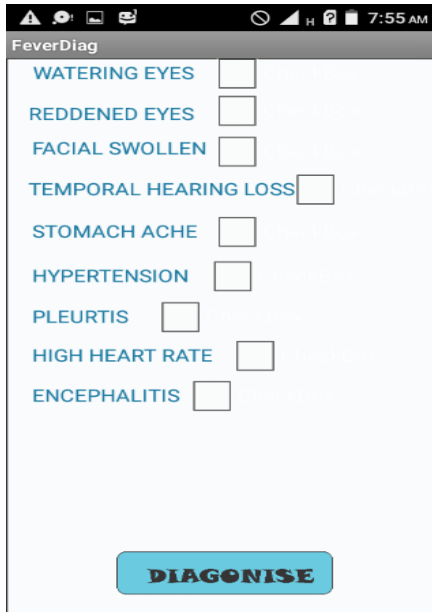 H 7:55 AM
FeverDiag
WATERING EYES
REDDENED EYES
FACIAL SWOLLEN
TEMPORAL HEARING LOSS
STOMACH ACHE
HYPERTENSION
PLEURTIS
HIGH HEART RATE
ENCEPHALITIS
DIAGONISE